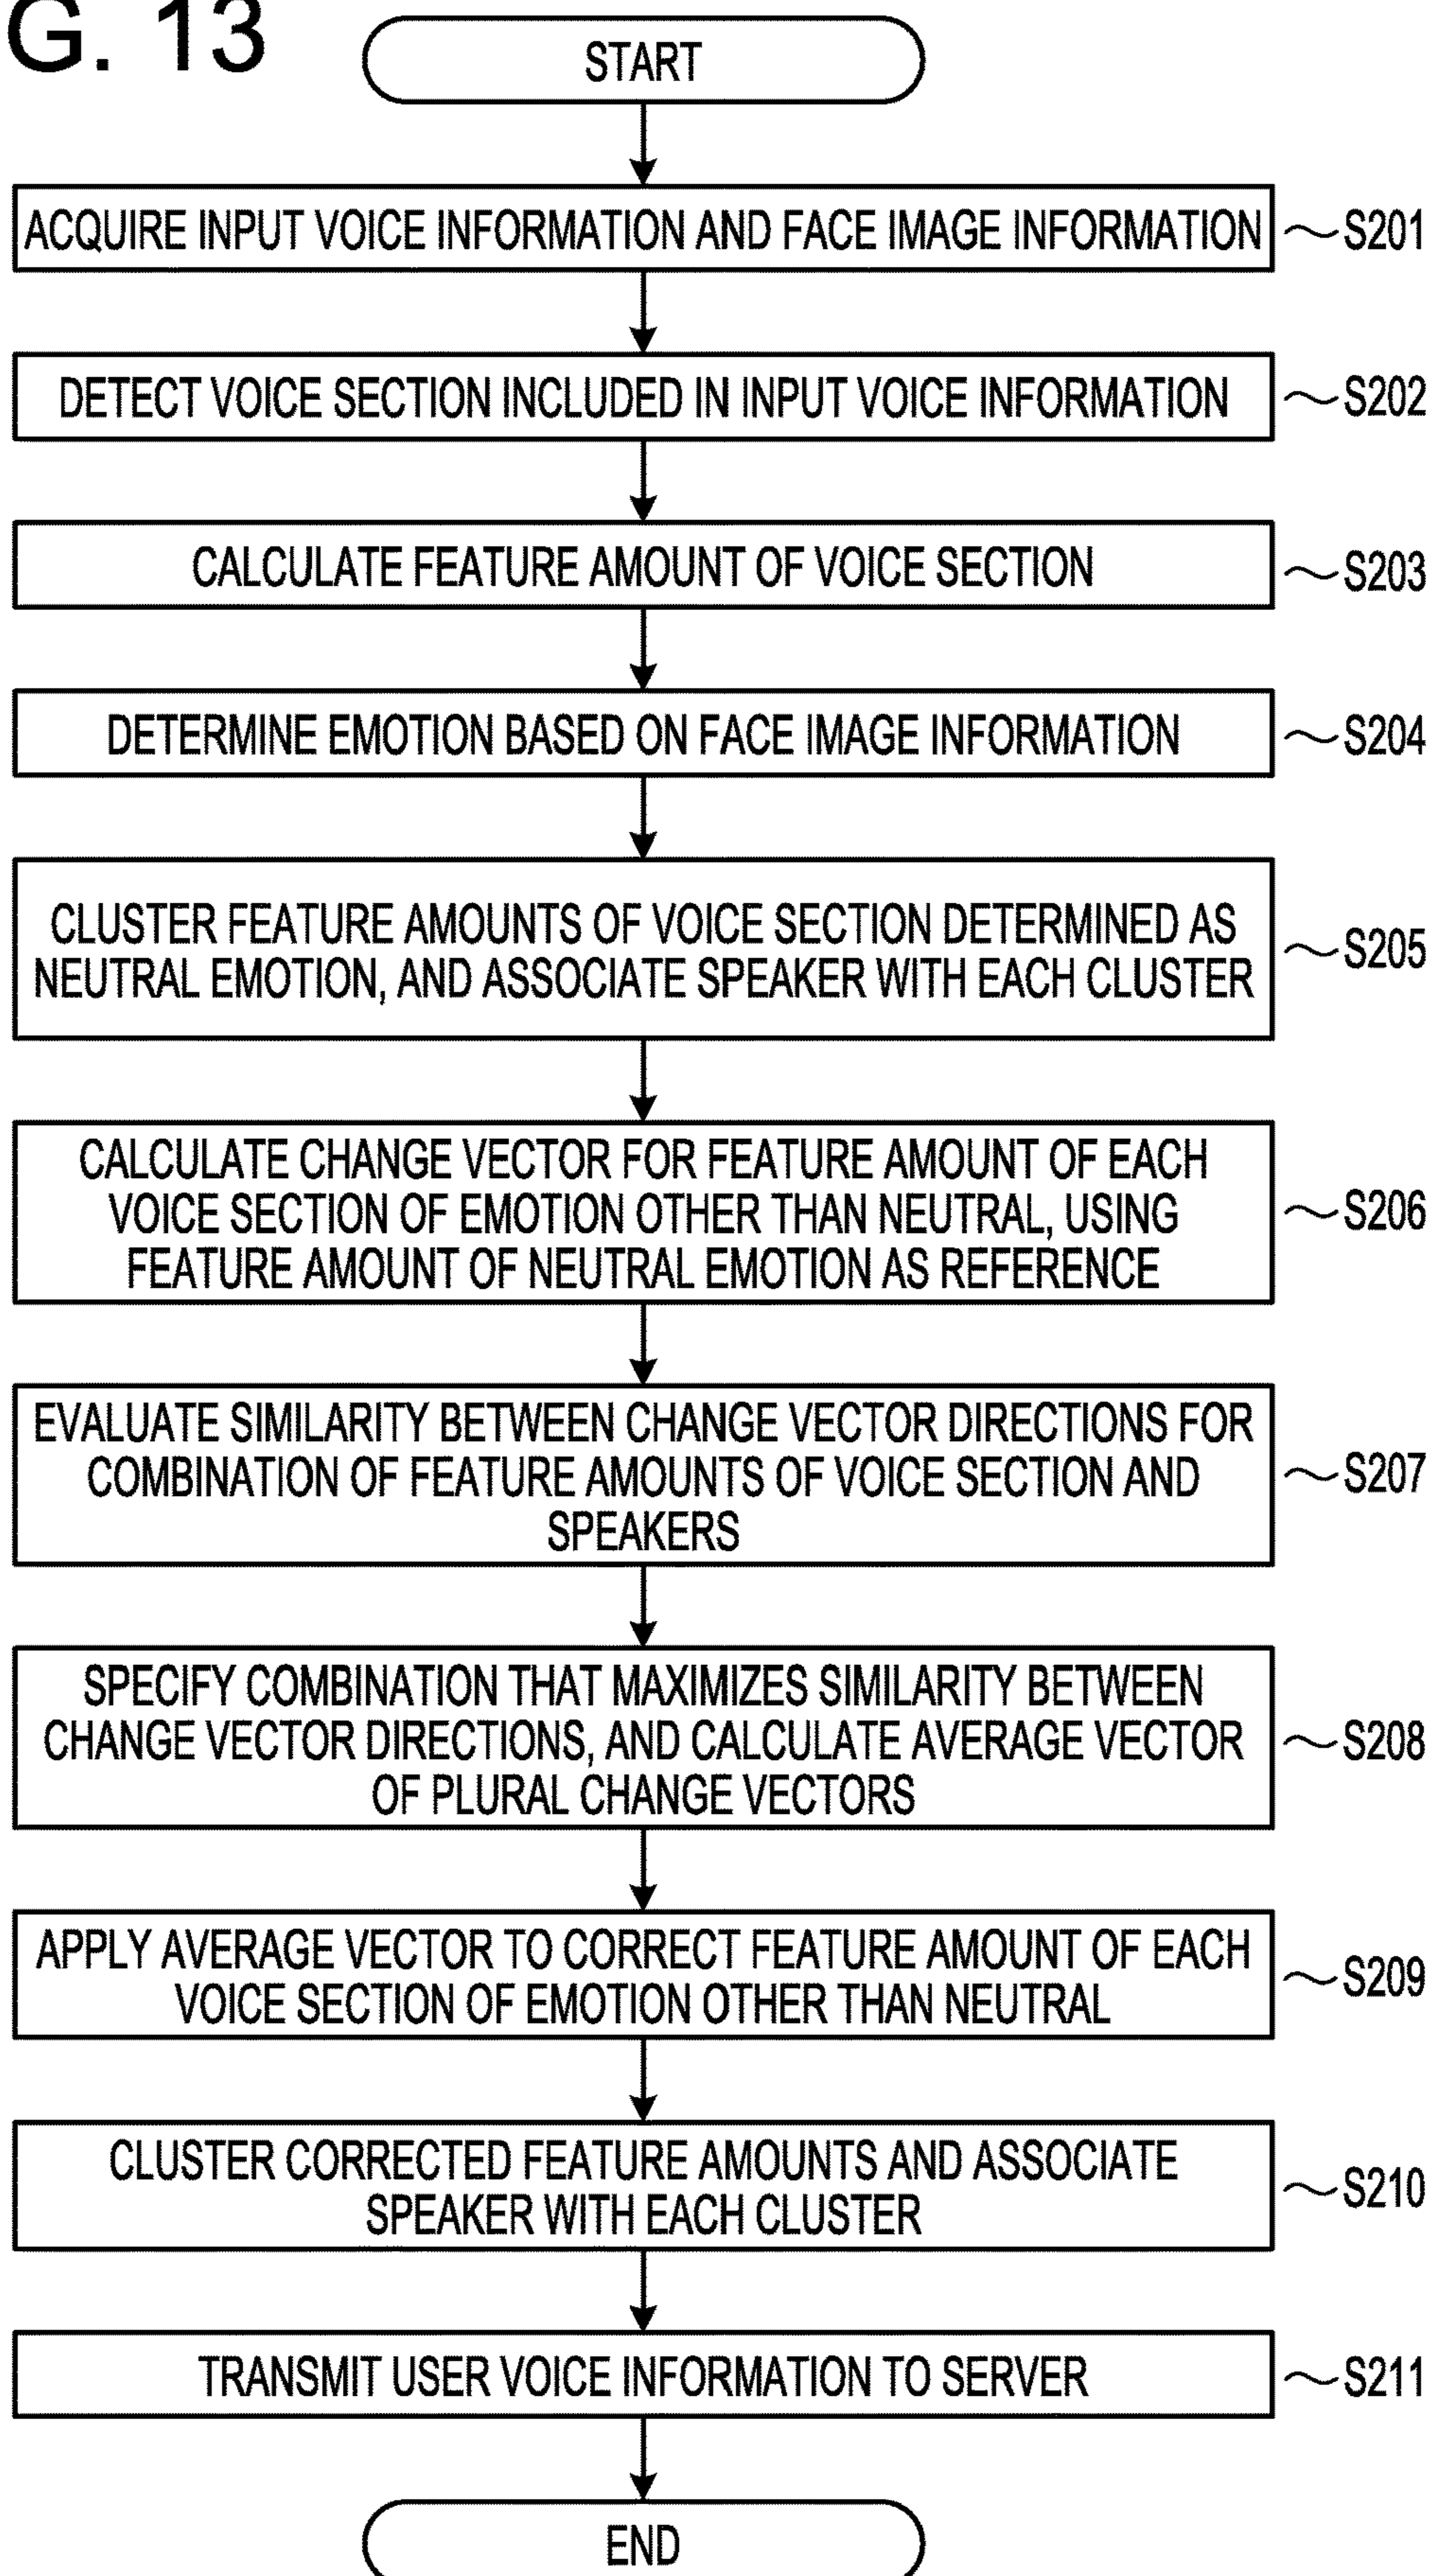 G. 13
START
ACQUIRE INPUT VOICE INFORMATION AND FACE IMAGE INFORMATION
S201
DETECT VOICE SECTION INCLUDED IN INPUT VOICE INFORMATION
S202
CALCULATE FEATURE AMOUNT OF VOICE SECTION
S203
DETERMINE EMOTION BASED ON FACE IMAGE INFORMATION
S204
CLUSTER FEATURE AMOUNTS OF VOICE SECTION DETERMINED AS
NEUTRAL EMOTION, AND ASSOCIATE SPEAKER WITH EACH CLUSTER
S205
CALCULATE CHANGE VECTOR FOR FEATURE AMOUNT OF EACH
VOICE SECTION OF EMOTION OTHER THAN NEUTRAL, USING
FEATURE AMOUNT OF NEUTRAL EMOTION AS REFERENCE
S206
EVALUATE SIMILARITY BETWEEN CHANGE VECTOR DIRECTIONS FOR
COMBINATION OF FEATURE AMOUNTS OF VOICE SECTION AND
SPEAKERS
S207
SPECIFY COMBINATION THAT MAXIMIZES SIMILARITY BETWEEN
CHANGE VECTOR DIRECTIONS, AND CALCULATE AVERAGE VECTOR
OF PLURAL CHANGE VECTORS
S208
APPLY AVERAGE VECTOR TO CORRECT FEATURE AMOUNT OF EACH
VOICE SECTION OF EMOTION OTHER THAN NEUTRAL
S209
CLUSTER CORRECTED FEATURE AMOUNTS AND ASSOCIATE
SPEAKER WITH EACH CLUSTER
S210
TRANSMIT USER VOICE INFORMATION TO SERVER
S211
END